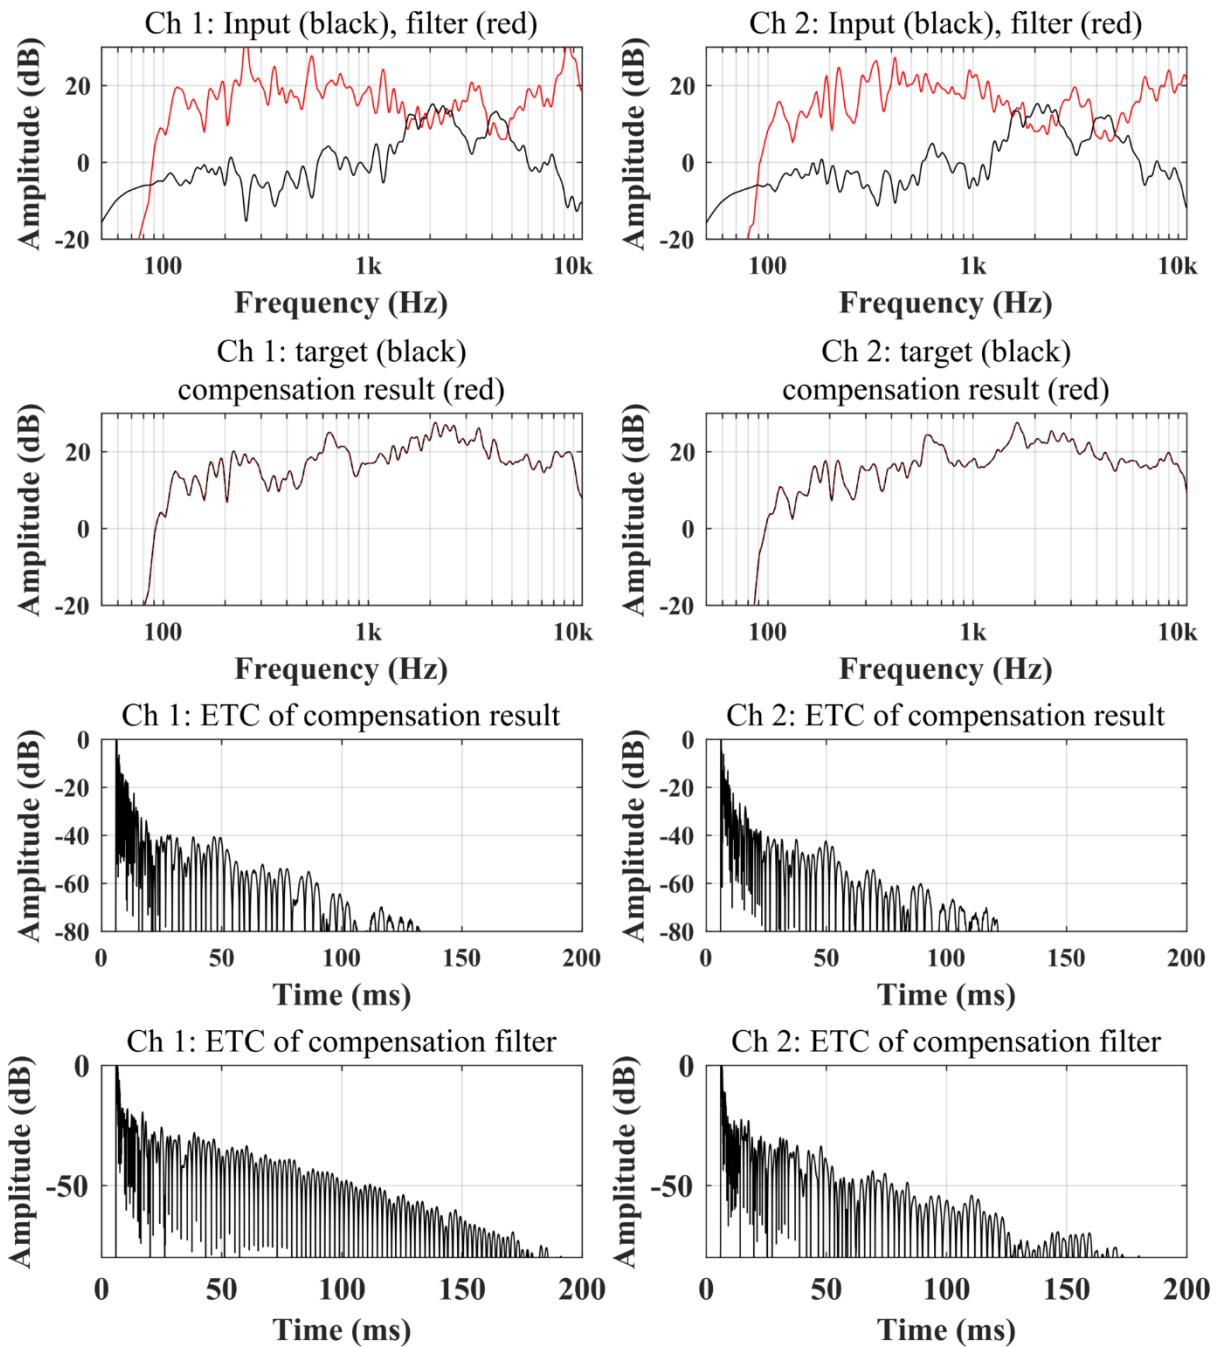 Ch 1: Input (black), filter (red)
Amplitude (dB)
20
0
-20
100
1k
10k
Frequency (Hz)
Ch 2: Input (black), filter (red)
Amplitude (dB)
20
0
-20
100
1k
10k
Frequency (Hz)
Ch 1: target (black)
compensation result (red)
Amplitude (dB)
20
0
-20
100
1k
10k
Frequency (Hz)
Ch 2: target (black)
compensation result (red)
Amplitude (dB)
20
0
-20
100
1k
10k
Frequency (Hz)
Ch 1: ETC of compensation result
Amplitude (dB)
0
-20
-40
-60
-80
0
50
100
150
200
Time (ms)
Ch 2: ETC of compensation result
Amplitude (dB)
0
-20
-40
-60
-80
0
50
100
150
200
Time (ms)
Ch 1: ETC of compensation filter
Amplitude (dB)
0
-50
0
50
100
150
200
Time (ms)
Ch 2: ETC of compensation filter
Amplitude (dB)
0
-50
0
50
100
150
200
Time (ms)